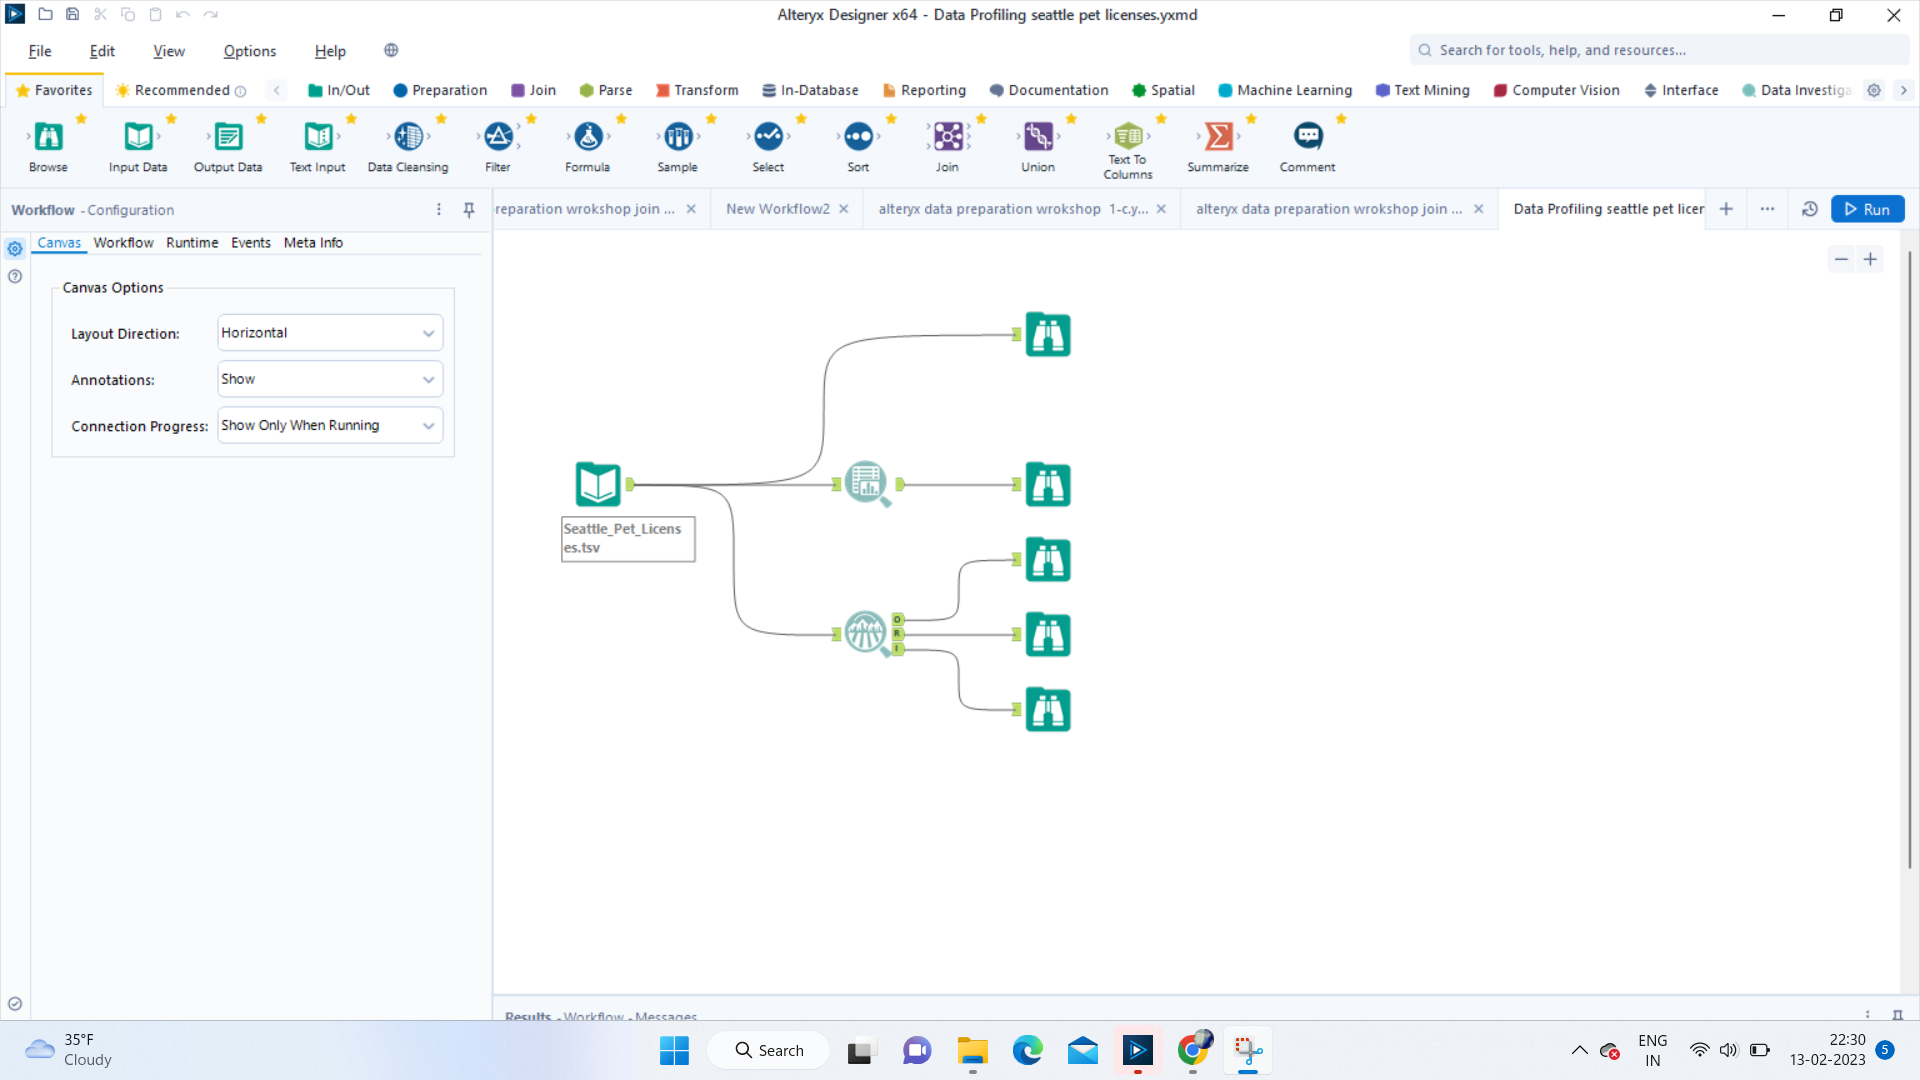 Alteryx Designer x64 - Data Profiling seattle pet licenses.yxmd
File Edit View Options Help
Search for tools, help, and resources...
Favorites Recommended In/Out Preparation Join Parse Transform In-Database Reporting Documentation Spatial Machine Learning Text Mining Computer Vision Interface Data Investiga
Browse Input Data Output Data Text Input Data Cleansing Filter Formula Sample Select Sort Join Union Text To Summarize Comment
Columns
Workflow - Configuration
reparation wrokshop join ... New Workflow2 alteryx data preparation wrokshop 1-c.y... alteryx data preparation wrokshop join ... Data Profiling seattle pet licer Run
Canvas Workflow Runtime Events Meta Info
Canvas Options
Layout Direction: Horizontal
Annotations: Show
Connection Progress: Show Only When Running
Seattle_Pet_Licens
es.tsv
O
R
I
Results - Workflow - Messages
35°F
Cloudy
Search
ENG
IN
22:30
13-02-2023
5